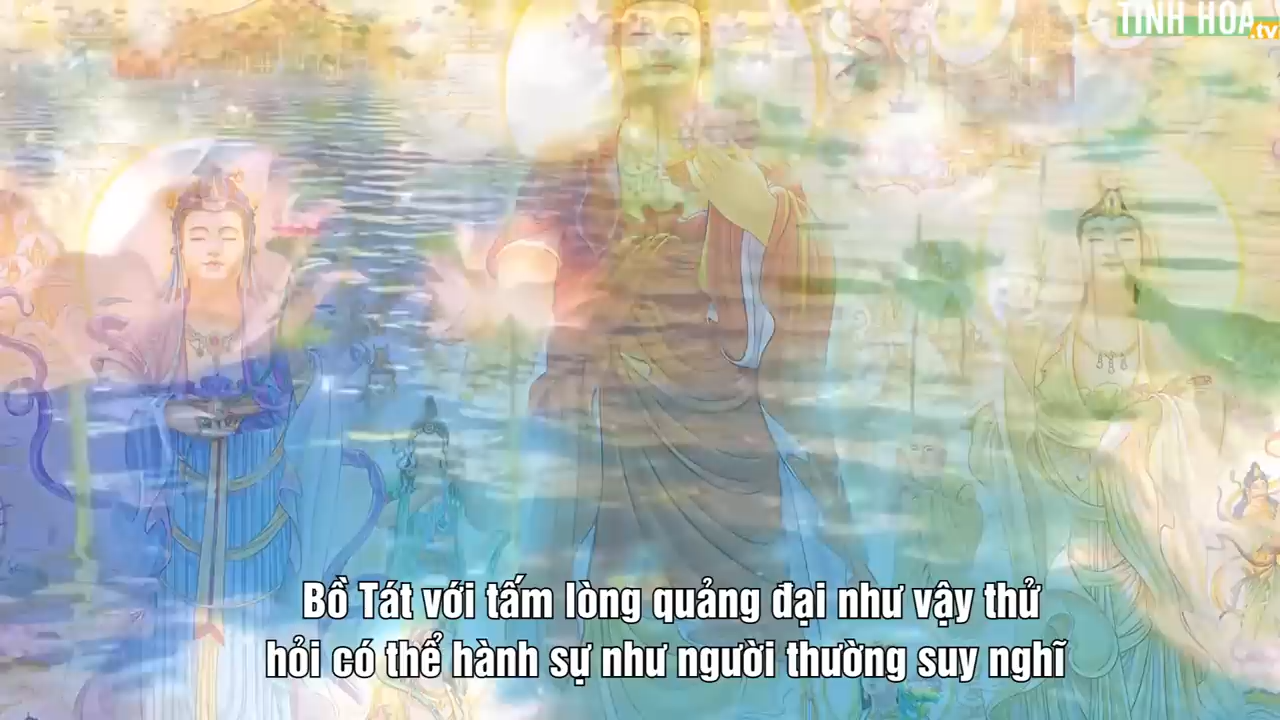 TINH HOA
.tv
Bồ Tát với tấm lòng quảng đại như vậy thử
hỏi có thể hành sự như người thường suy nghĩ